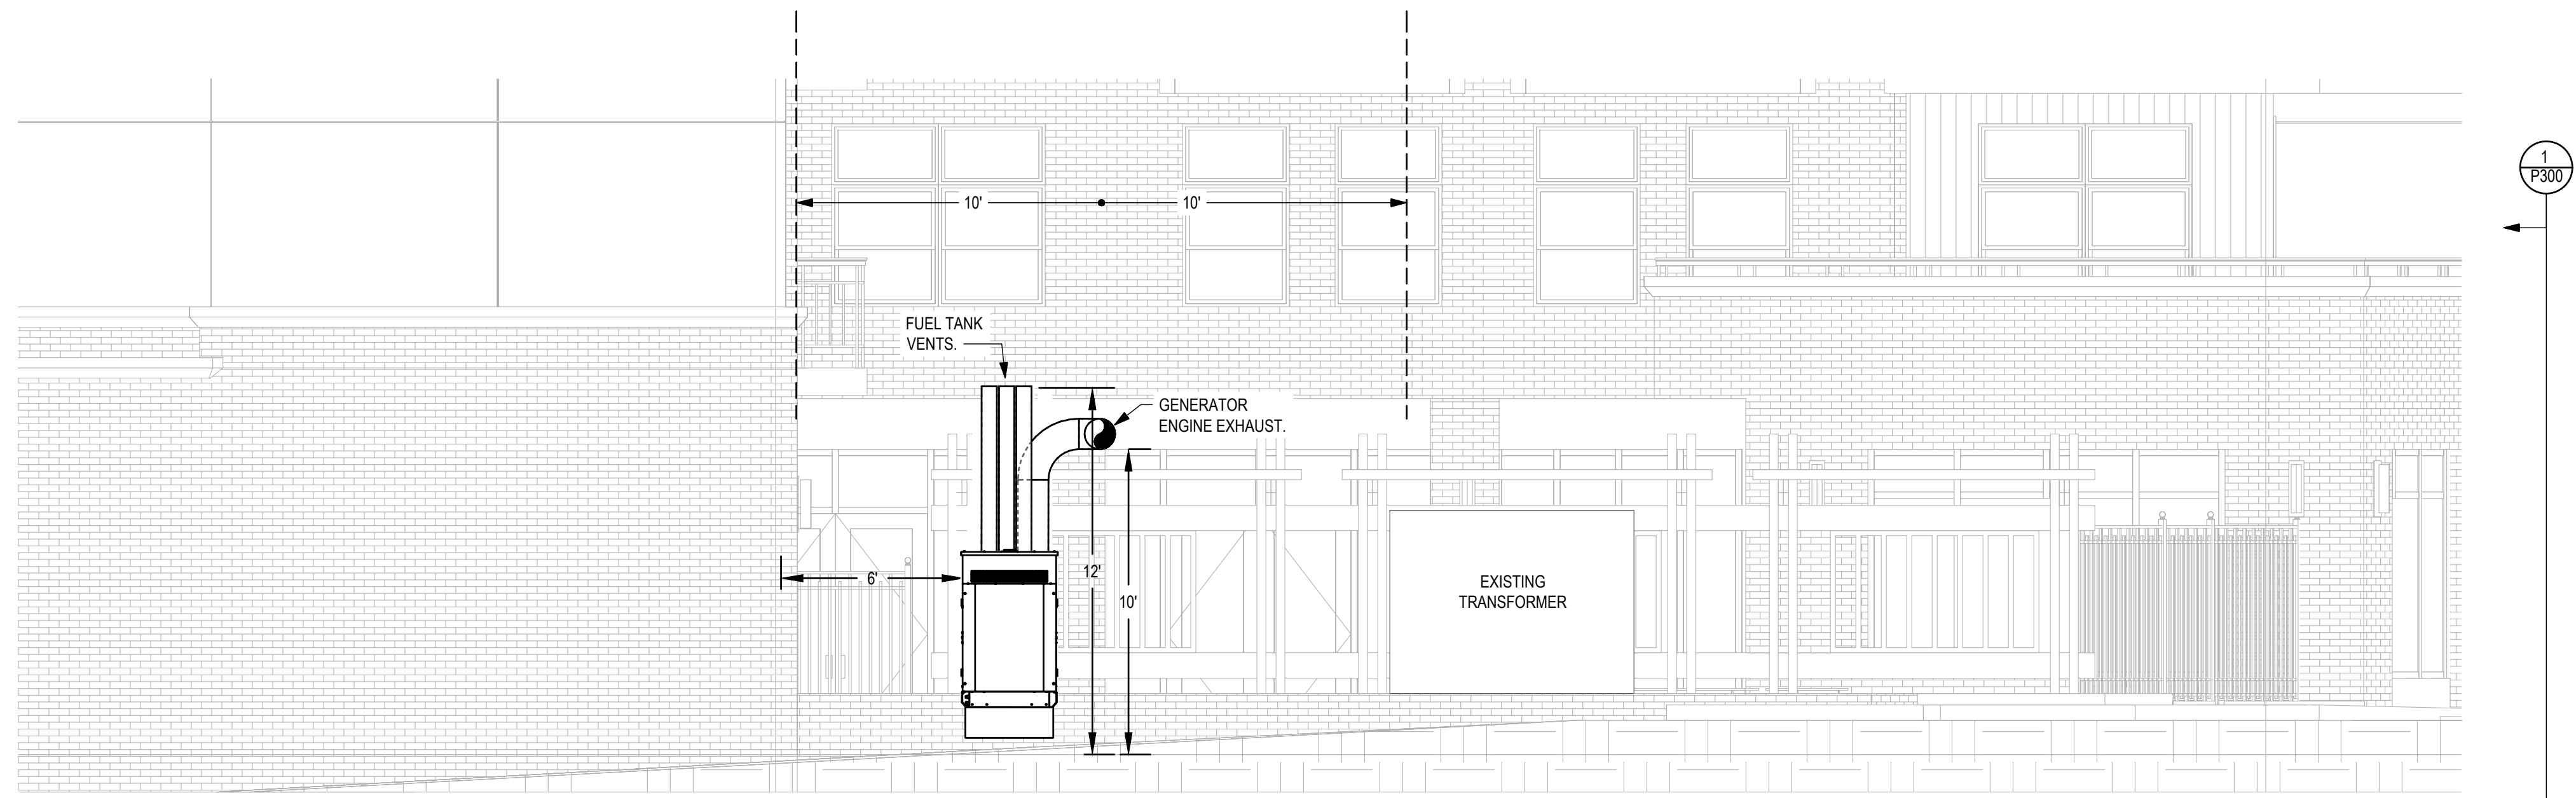 1
P300
10'
10'
FUEL TANK
VENTS.
GENERATOR
ENGINE EXHAUST.
6'
12'
10'
EXISTING
TRANSFORMER